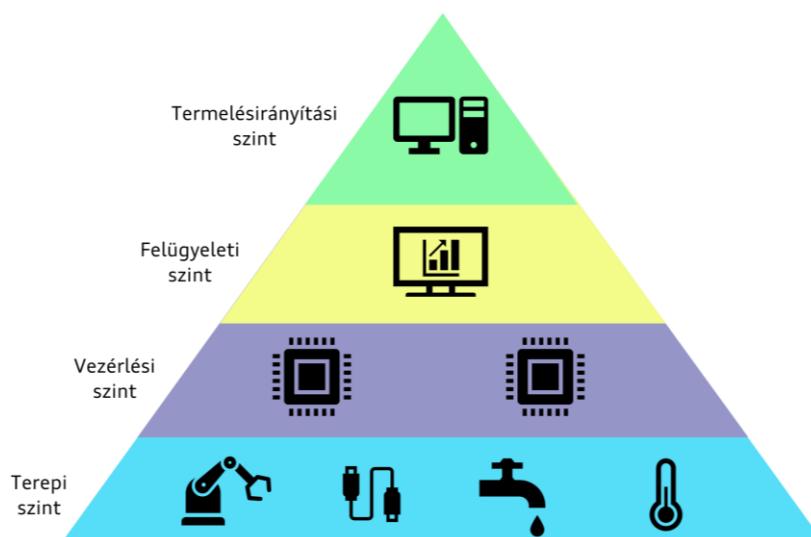 Termelésirányítási
szint
Felügyeleti
szint
Vezérlési
szint
Terepi
szint